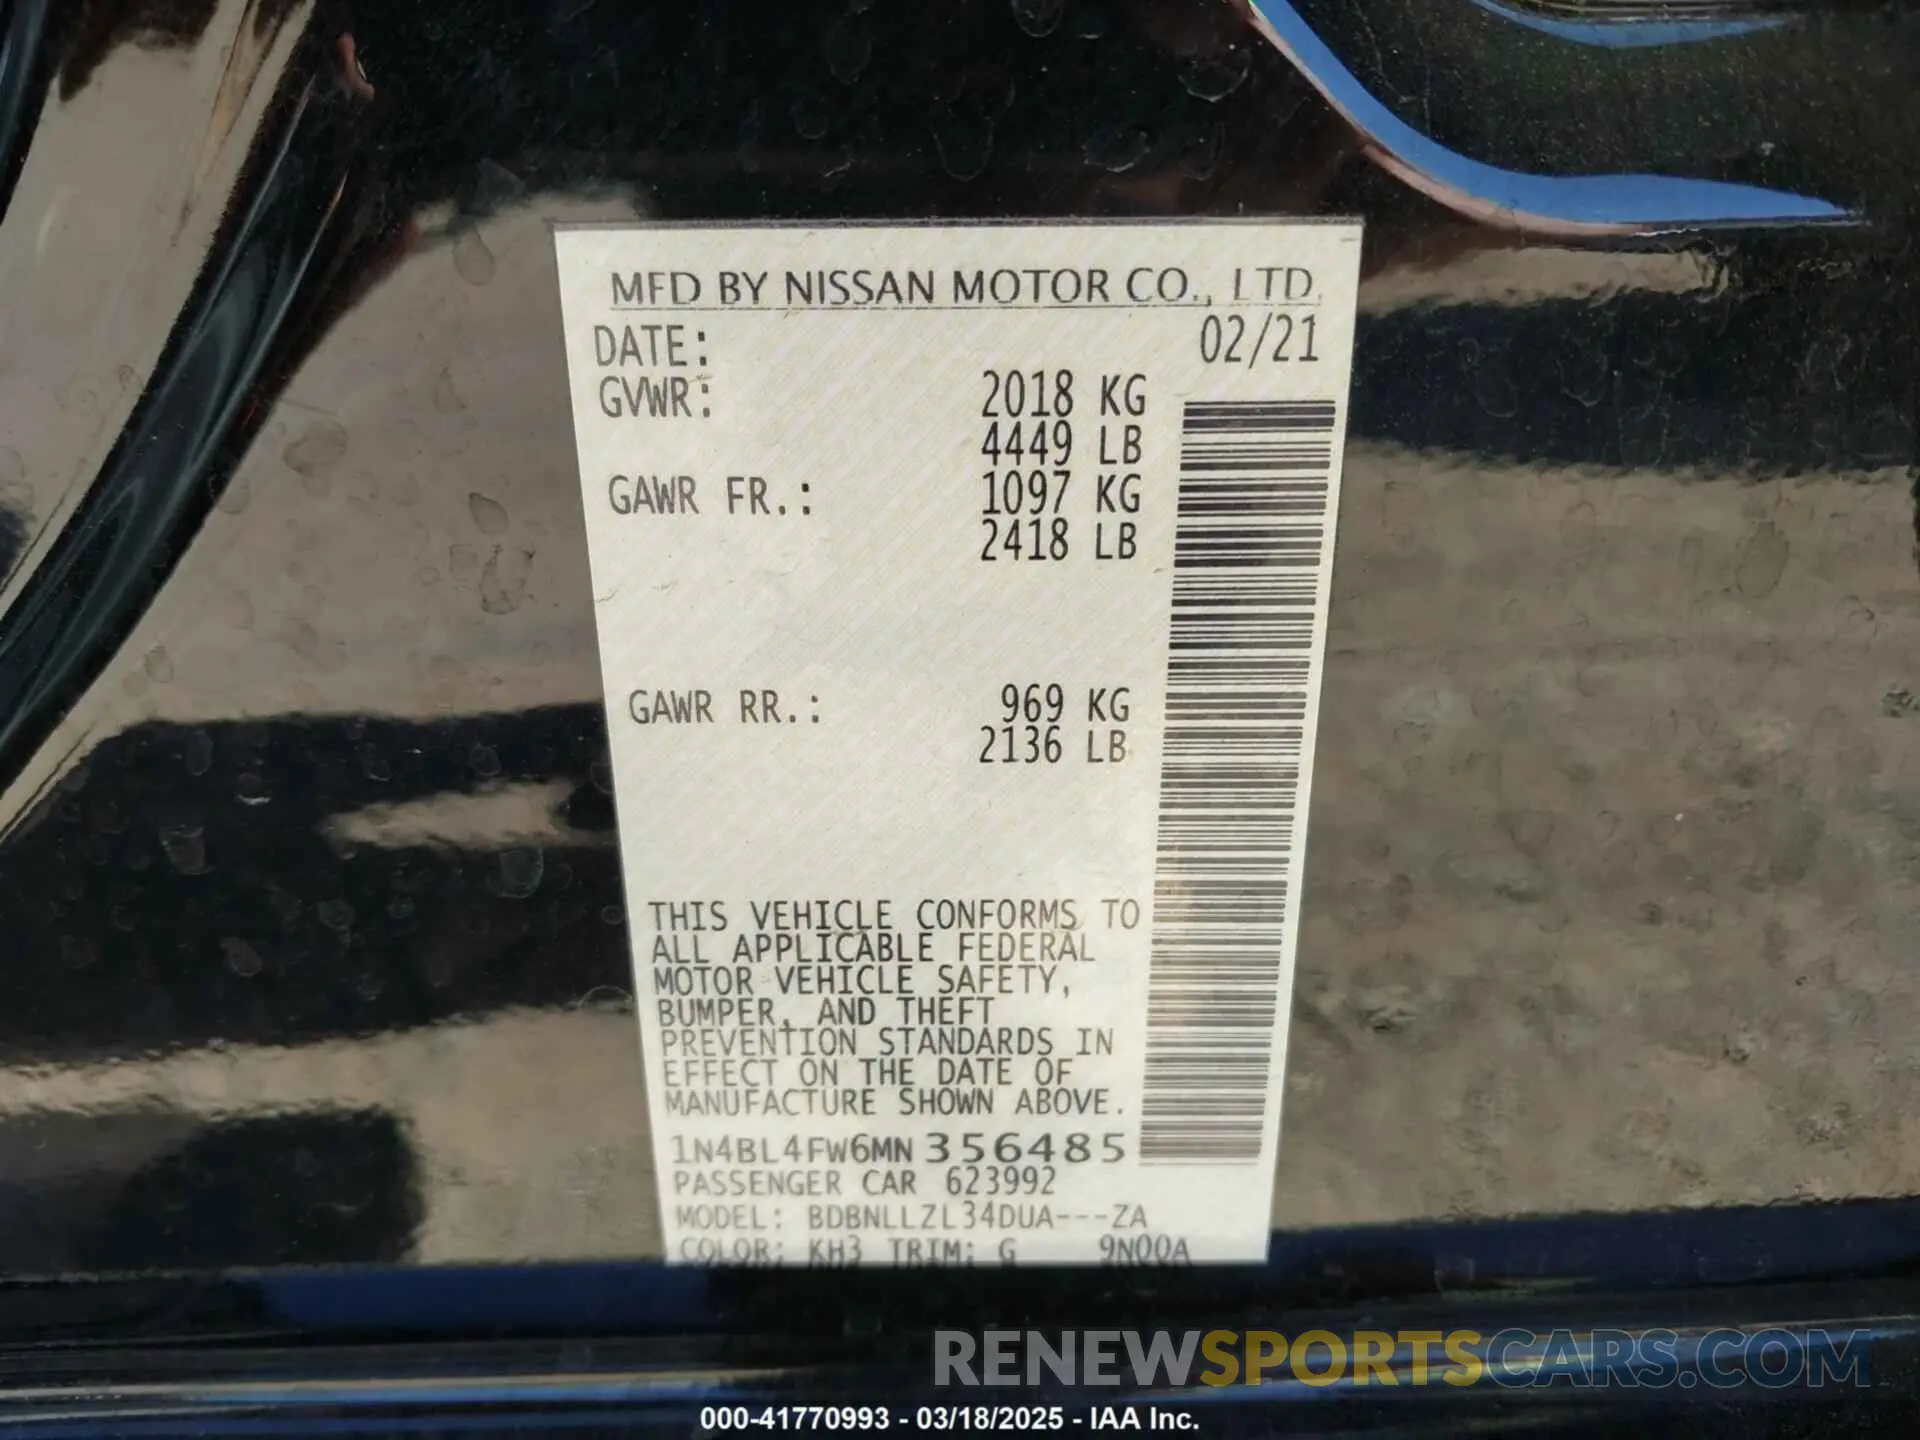 MFD BY NISSAN MOTOR CO., LTD.
DATE: 02/21
GVWR: 2018 KG
4449 LB
GAWR FR.: 1097 KG
2418 LB
GAWR RR.: 969 KG
2136 LB
THIS VEHICLE CONFORMS TO
ALL APPLICABLE FEDERAL
MOTOR VEHICLE SAFETY,
BUMPER, AND THEFT
PREVENTION STANDARDS IN
EFFECT ON THE DATE OF
MANUFACTURE SHOWN ABOVE.
1N4BL4FW6MN356485
PASSENGER CAR 623992
MODEL: BDBNLLZL34DUA---ZA
COLOR: KH3 TRIM: G 9N00A
RENEWSPORTSCARS.COM
000-41770993 - 03/18/2025 - IAA Inc.